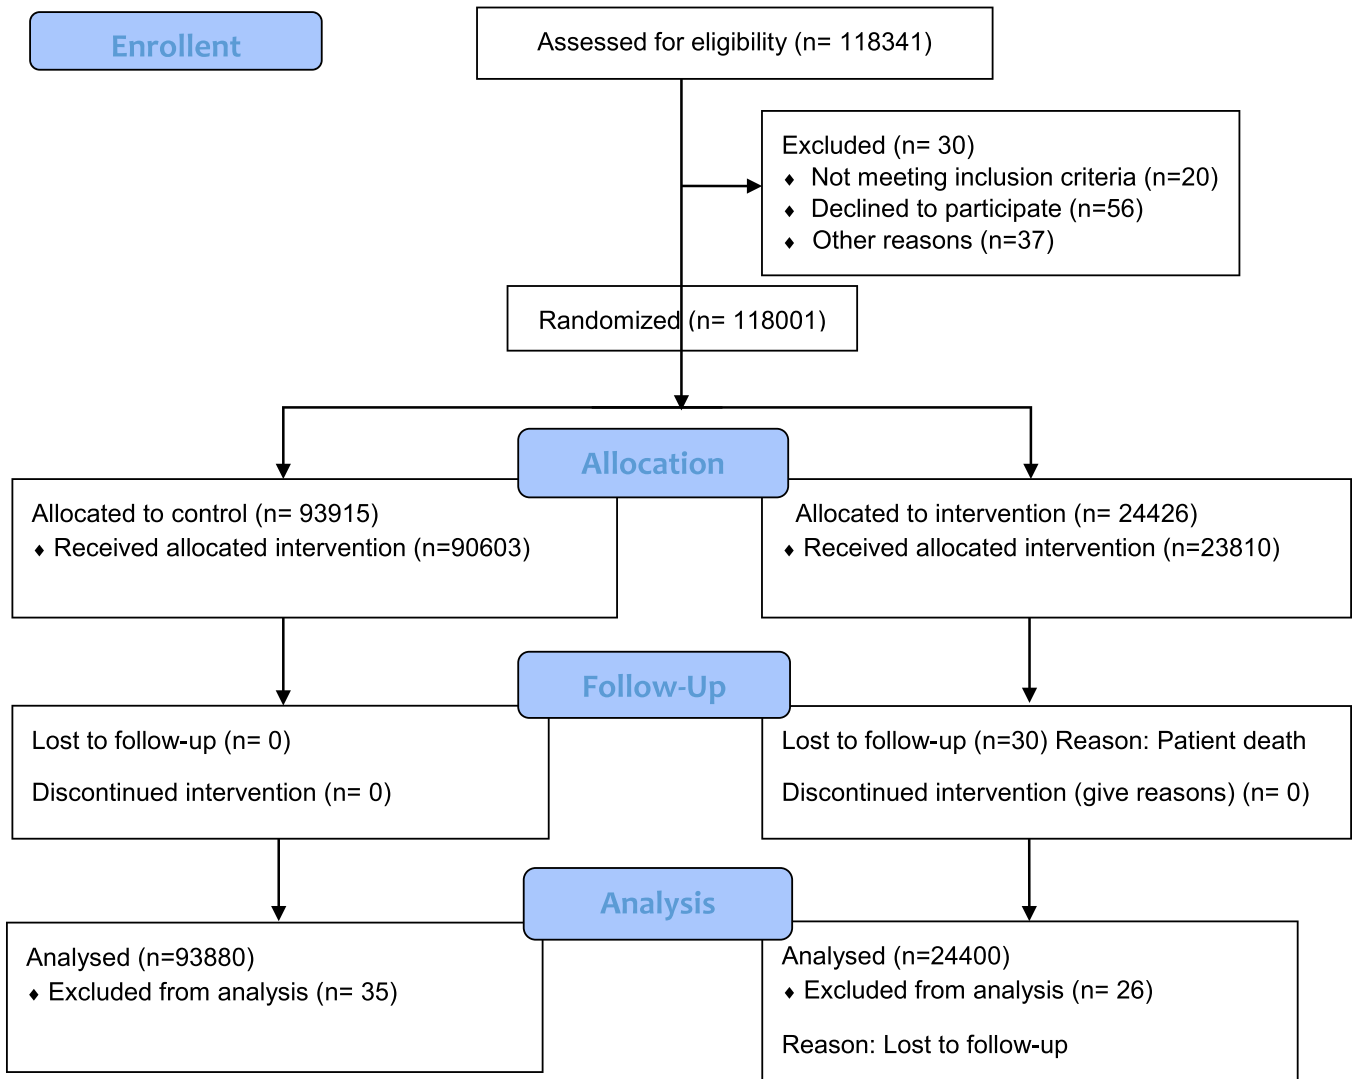 Enrollent
Assessed for eligibility (n= 118341)
Excluded (n= 30)
♦ Not meeting inclusion criteria (n=20)
♦ Declined to participate (n=56)
♦ Other reasons (n=37)
Randomized (n= 118001)
Allocation
Allocated to control (n= 93915)
♦ Received allocated intervention (n=90603)
Allocated to intervention (n= 24426)
♦ Received allocated intervention (n=23810)
Follow-Up
Lost to follow-up (n= 0)
Discontinued intervention (n= 0)
Lost to follow-up (n=30) Reason: Patient death
Discontinued intervention (give reasons) (n= 0)
Analysis
Analysed (n=93880)
♦ Excluded from analysis (n= 35)
Analysed (n=24400)
♦ Excluded from analysis (n= 26)
Reason: Lost to follow-up